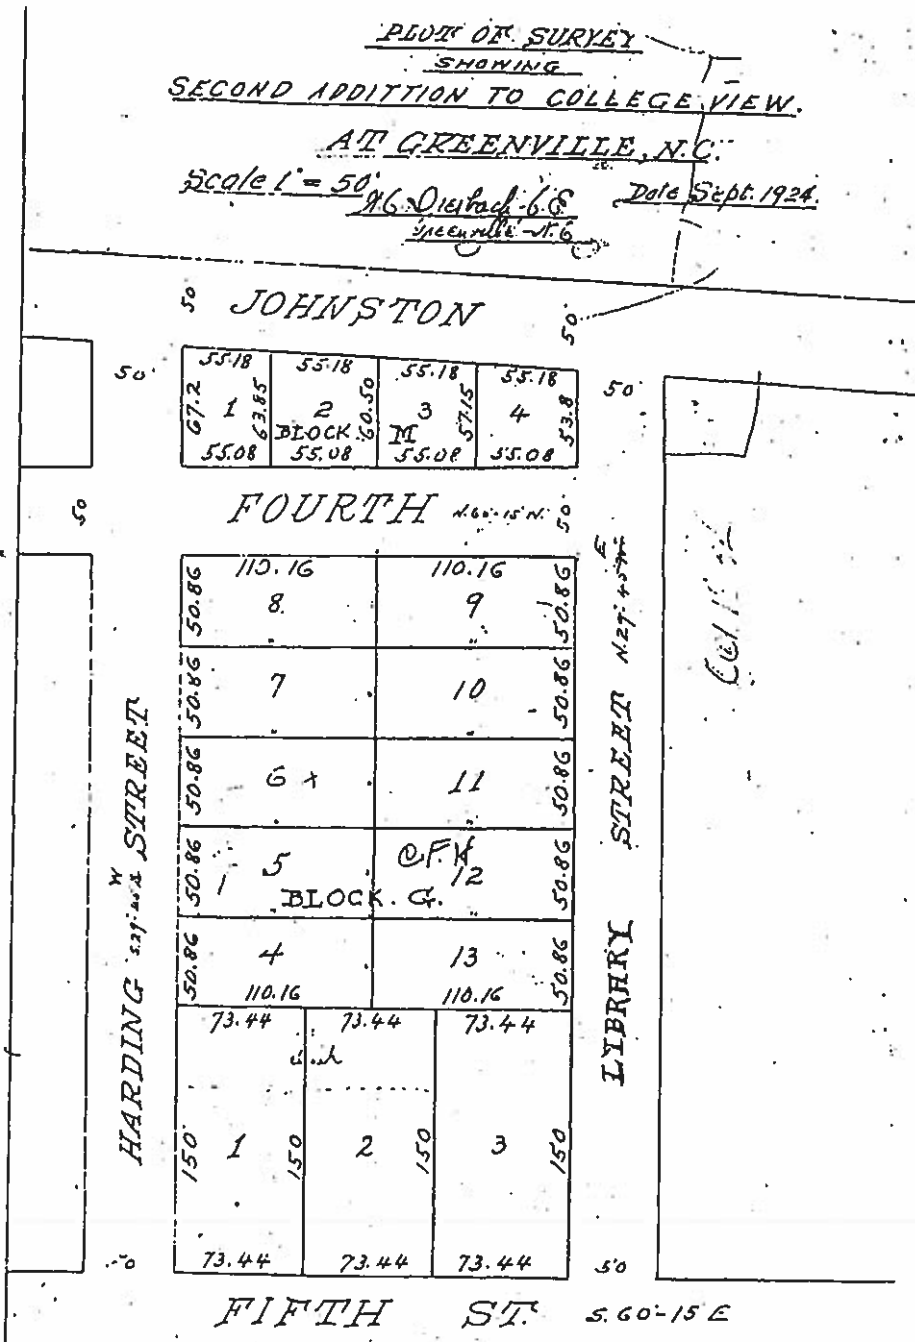 PLOT OF SURVEY
SHOWING
SECOND ADDITTION TO COLLEGE VIEW.
AT GREENVILLE, N.C.
Scale 1" = 50'
Date Sept. 1924.
Greenville - N.C
50 JOHNSTON 50
50' 55.18 55.18 55.18 55.18 50'
67.2 1 63.85 2 60.50 3 57.15 4 53.8
BLOCK M
55.08 55.08 55.08 55.08
50 FOURTH N.60-15 W. 50
110.16 110.16
50.86 8. 9 50.86
50.86 7 10 50.86
50.86 6 x 11 50.86
50.86 5 12 50.86
BLOCK. G.
50.86 4 13 50.86
110.16 110.16
73.44 73.44 73.44
150' 1 150 2 150 3 150
73.44 73.44 73.44
50
HARDING STREET
LIBRARY STREET N.27-45 E
FIFTH ST. S.60-15 E